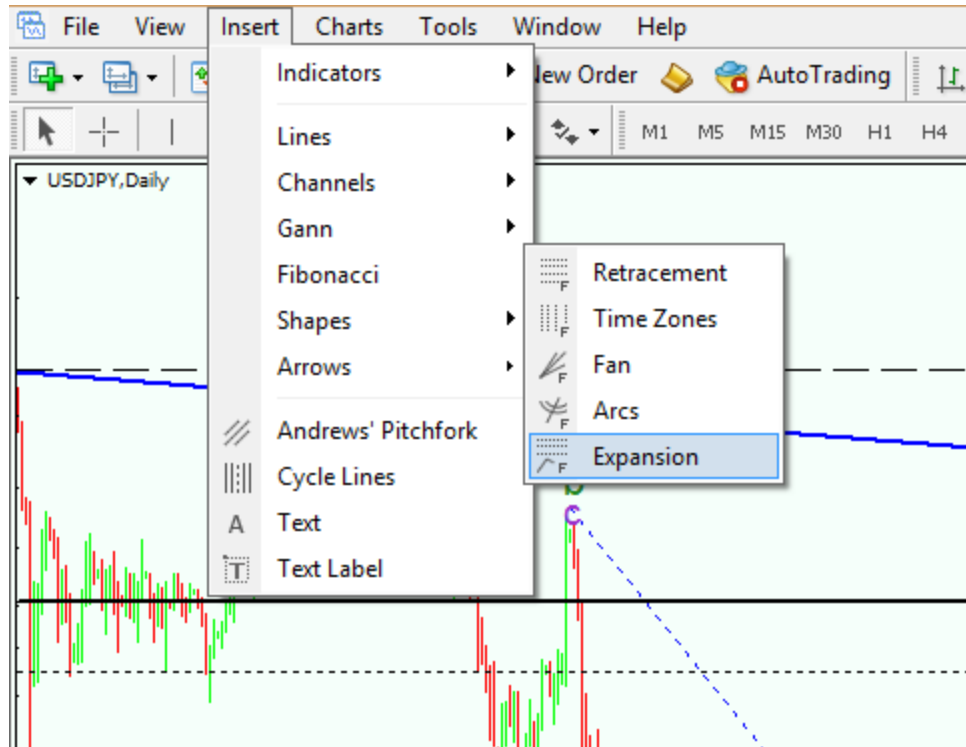 File View Insert Charts Tools Window Help
Indicators
New Order AutoTrading
Lines
M1 M5 M15 M30 H1 H4
USDJPY,Daily
Channels
Gann
Fibonacci
Shapes
Arrows
Retracement
Time Zones
Fan
Arcs
Expansion
Andrews' Pitchfork
Cycle Lines
A Text
T Text Label
c